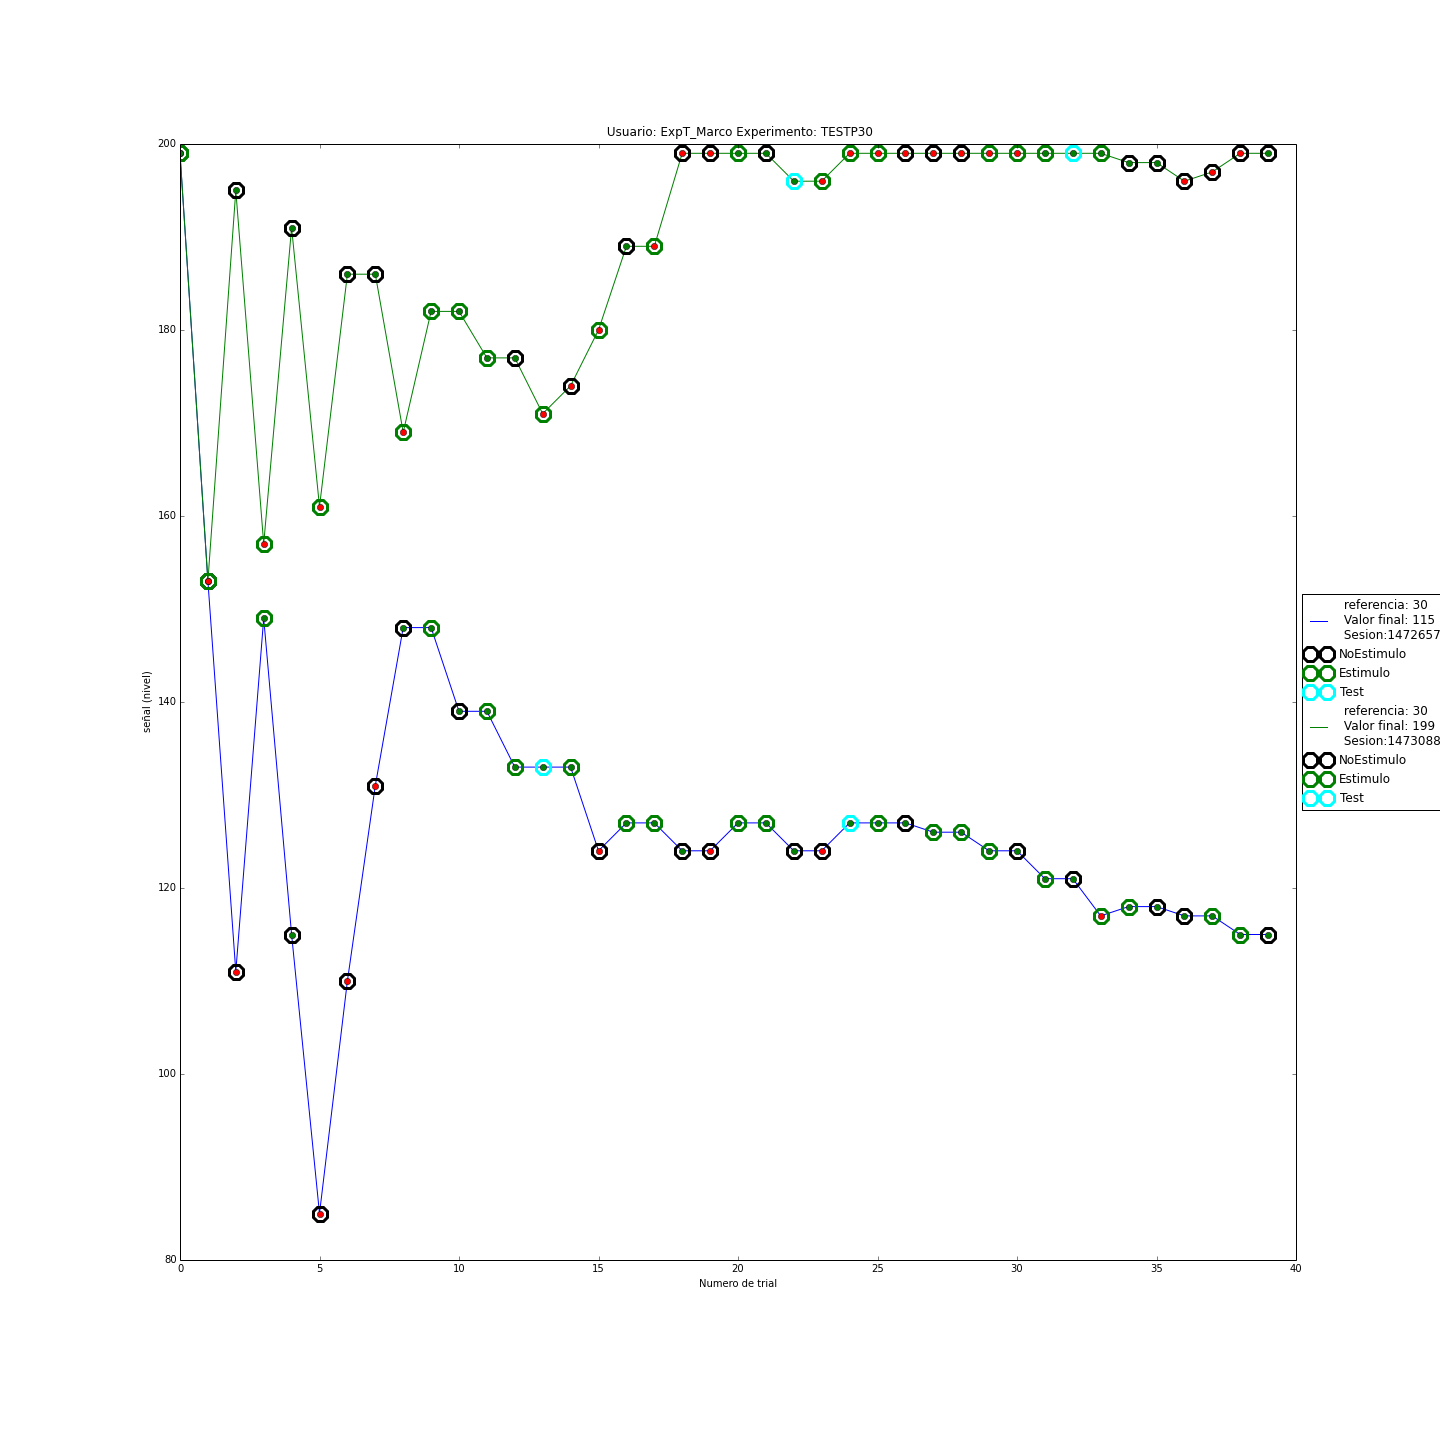 Usuario: ExpT_Marco Experimento: TESTP30
200
180
160
140
120
100
80
señal (nivel)
0 5 10 15 20 25 30 35 40
Numero de trial
referencia: 30
Valor final: 115
Sesion:1472657
NoEstimulo
Estimulo
Test
referencia: 30
Valor final: 199
Sesion:1473088
NoEstimulo
Estimulo
Test